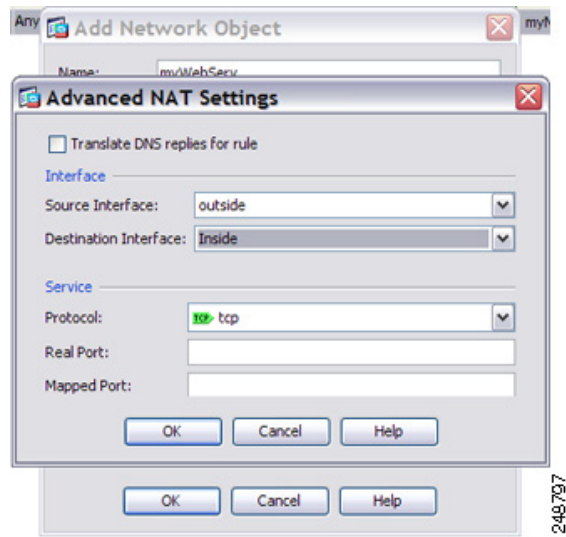 Any
Add Network Object
Name: myWebServ
Advanced NAT Settings
Translate DNS replies for rule
Interface
Source Interface: outside
Destination Interface: Inside
Service
Protocol: TCP tcp
Real Port:
Mapped Port:
OK Cancel Help
OK Cancel Help
248797